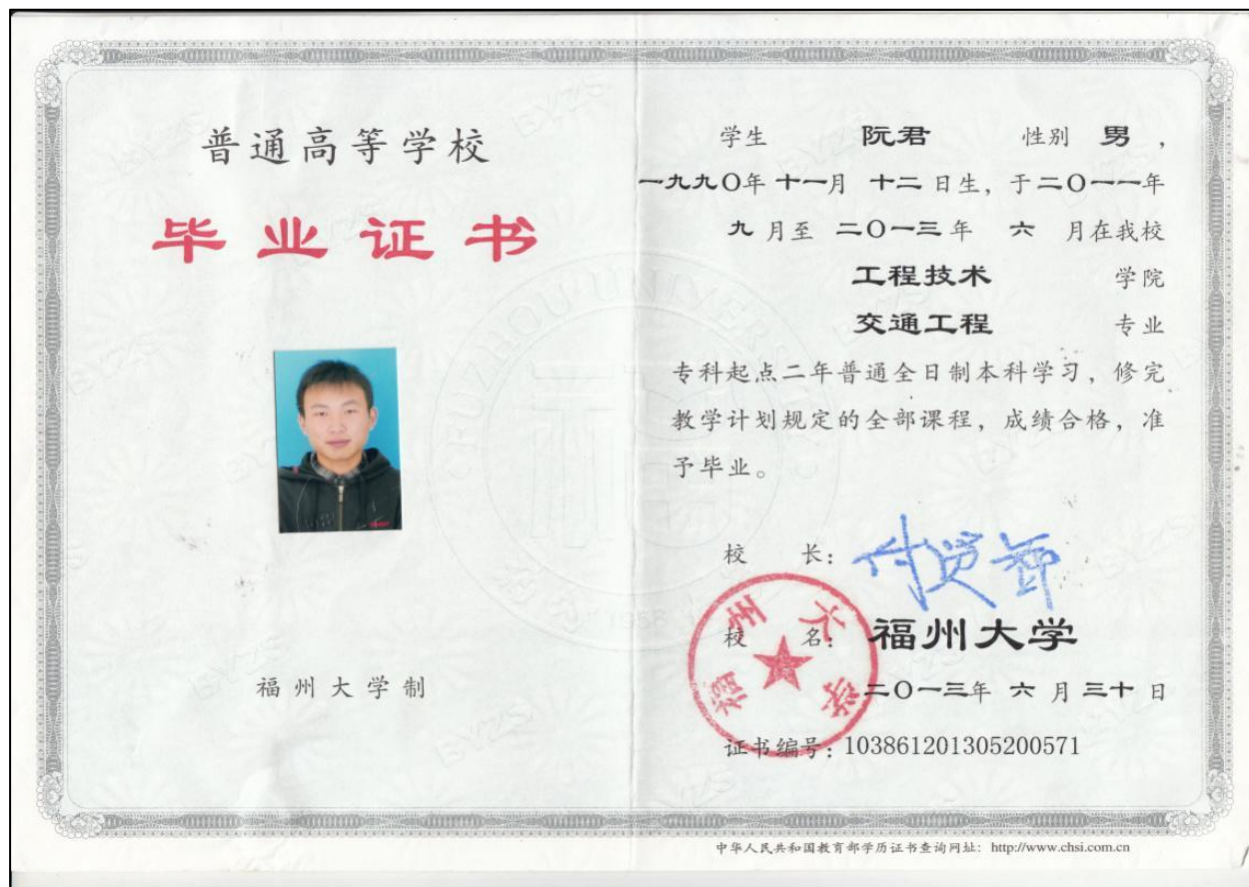 普通高等学校
毕业证书
福州大学制
学生 阮君 性别 男，
一九九〇年 十一月 十二 日生，于二〇一一年
九 月至 二〇一三年 六 月在我校
工程技术 学院
交通工程 专业
专科起点二年普通全日制本科学习，修完
教学计划规定的全部课程，成绩合格，准
予毕业。
校 长：
校 名：福州大学
福州大学
二〇一三年 六 月 三十 日
证书编号：103861201305200571
中华人民共和国教育部学历证书查询网址：http://www.chsi.com.cn